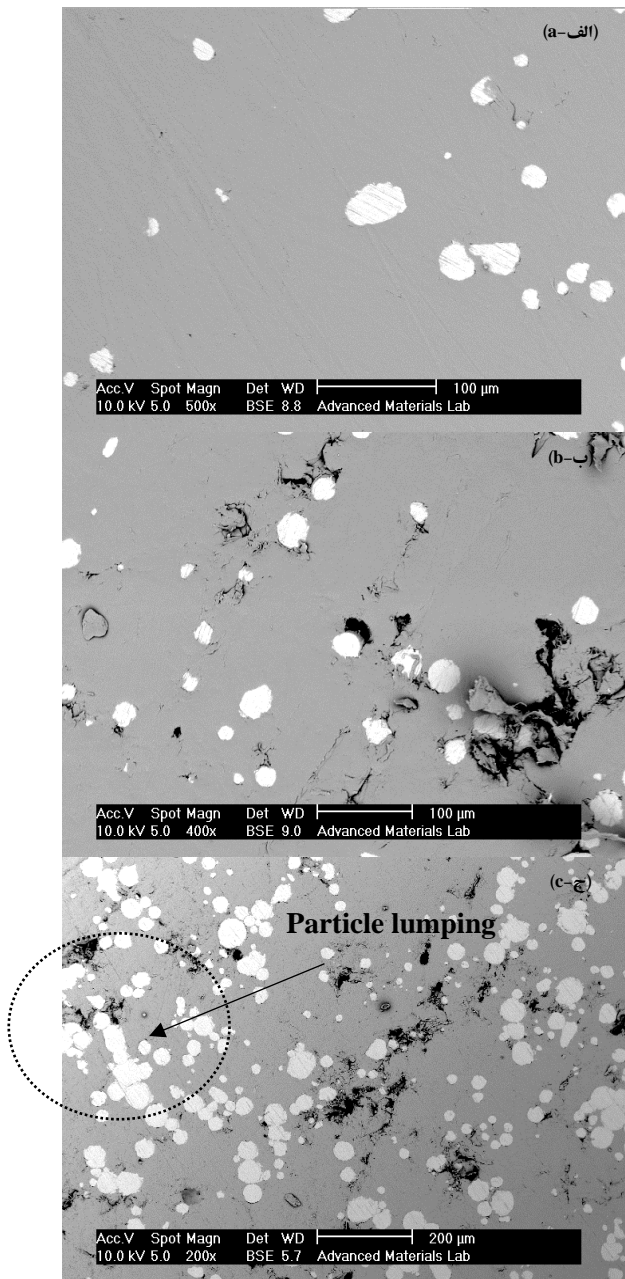 (الف-a)
Acc.V Spot Magn Det WD 100 µm
10.0 kV 5.0 500x BSE 8.8 Advanced Materials Lab
(ب-b)
Acc.V Spot Magn Det WD 100 µm
10.0 kV 5.0 400x BSE 9.0 Advanced Materials Lab
(ج-c)
Particle lumping
Acc.V Spot Magn Det WD 200 µm
10.0 kV 5.0 200x BSE 5.7 Advanced Materials Lab